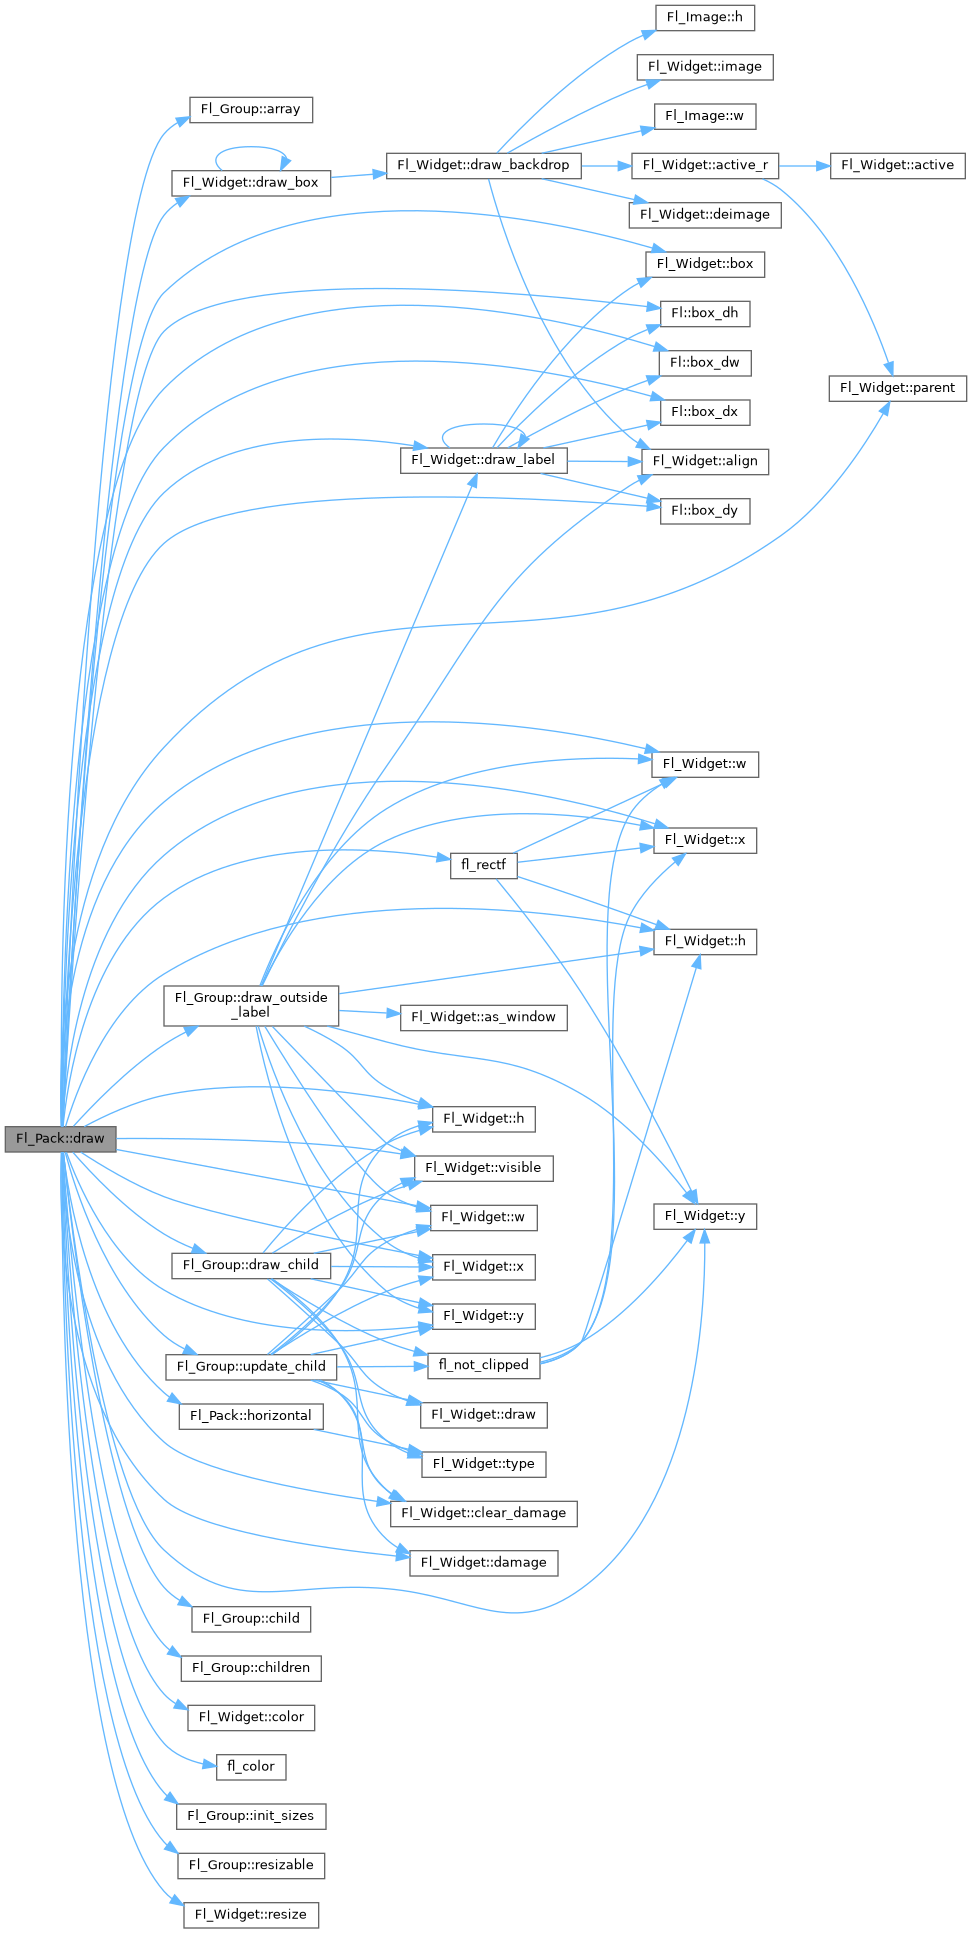 Fl_Image::h
Fl_Widget::image
Fl_Group::array
Fl_Image::w
Fl_Widget::draw_backdrop
Fl_Widget::active_r
Fl_Widget::active
Fl_Widget::draw_box
Fl_Widget::deimage
Fl_Widget::box
Fl::box_dh
Fl::box_dw
Fl_Widget::parent
Fl::box_dx
Fl_Widget::draw_label
Fl_Widget::align
Fl::box_dy
Fl_Widget::w
Fl_Widget::x
fl_rectf
Fl_Widget::h
Fl_Group::draw_outside
_label
Fl_Widget::as_window
Fl_Widget::h
Fl_Pack::draw
Fl_Widget::visible
Fl_Widget::w
Fl_Widget::y
Fl_Group::draw_child
Fl_Widget::x
Fl_Widget::y
Fl_Group::update_child
fl_not_clipped
Fl_Pack::horizontal
Fl_Widget::draw
Fl_Widget::type
Fl_Widget::clear_damage
Fl_Widget::damage
Fl_Group::child
Fl_Group::children
Fl_Widget::color
fl_color
Fl_Group::init_sizes
Fl_Group::resizable
Fl_Widget::resize